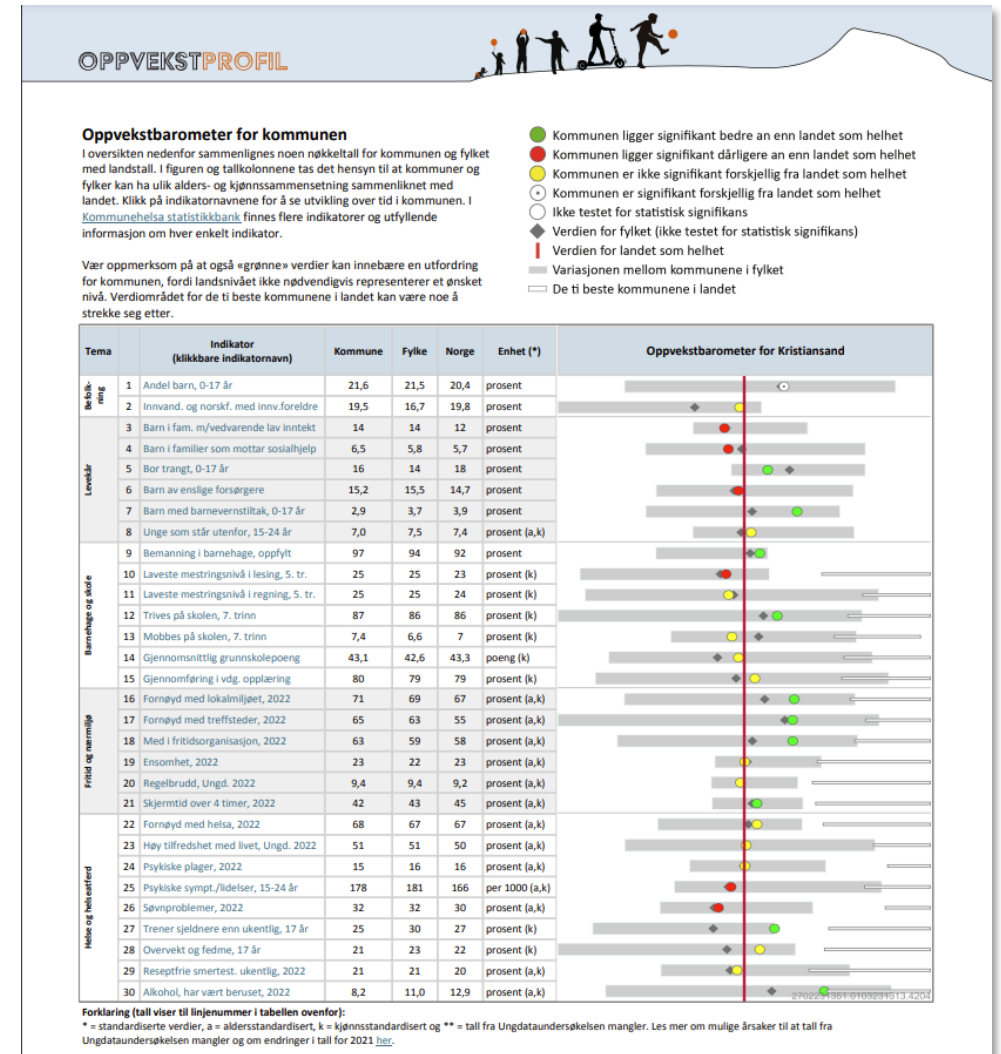 OPPVEKSTPROFIL
Oppvekstbarometer for kommunen
I oversikten nedenfor sammenlignes noen nøkkeltall for kommunen og fylket
med landstall. I figuren og tallkolonnene tas det hensyn til at kommuner og
fylker kan ha ulik alders- og kjønnssammensetning sammenliknet med
landet. Klikk på indikatornavnene for å se utvikling over tid i kommunen. I
Kommunehelsa statistikkbank finnes flere indikatorer og utfyllende
informasjon om hver enkelt indikator.
Vær oppmerksom på at også «grønne» verdier kan innebære en utfordring
for kommunen, fordi landsnivået ikke nødvendigvis representerer et ønsket
nivå. Verdiområdet for de ti beste kommunene i landet kan være noe å
strekke seg etter.
Kommunen ligger signifikant bedre an enn landet som helhet
Kommunen ligger signifikant dårligere an enn landet som helhet
Kommunen er ikke signifikant forskjellig fra landet som helhet
Kommunen er signifikant forskjellig fra landet som helhet
Ikke testet for statistisk signifikans
Verdien for fylket (ikke testet for statistisk signifikans)
Verdien for landet som helhet
Variasjonen mellom kommunene i fylket
De ti beste kommunene i landet
Tema Indikator (klikkbare indikatornavn) Kommune Fylke Norge Enhet (*) Oppvekstbarometer for Kristiansand
Befolk-
ning
1 Andel barn, 0-17 år 21,6 21,5 20,4 prosent
2 Innvand. og norskf. med innv.foreldre 19,5 16,7 19,8 prosent
Levekår
3 Barn i fam. m/vedvarende lav inntekt 14 14 12 prosent
4 Barn i familier som mottar sosialhjelp 6,5 5,8 5,7 prosent
5 Bor trangt, 0-17 år 16 14 18 prosent
6 Barn av enslige forsørgere 15,2 15,5 14,7 prosent
7 Barn med barnevernstiltak, 0-17 år 2,9 3,7 3,9 prosent
8 Unge som står utenfor, 15-24 år 7,0 7,5 7,4 prosent (a,k)
Barnehage og skole
9 Bemanning i barnehage, oppfylt 97 94 92 prosent
10 Laveste mestringsnivå i lesing, 5. tr. 25 25 23 prosent (k)
11 Laveste mestringsnivå i regning, 5. tr. 25 25 24 prosent (k)
12 Trives på skolen, 7. trinn 87 86 86 prosent (k)
13 Mobbes på skolen, 7. trinn 7,4 6,6 7 prosent (k)
14 Gjennomsnittlig grunnskolepoeng 43,1 42,6 43,3 poeng (k)
15 Gjennomføring i vdg. opplæring 80 79 79 prosent (k)
Fritid og nærmiljø
16 Fornøyd med lokalmiljøet, 2022 71 69 67 prosent (a,k)
17 Fornøyd med treffsteder, 2022 65 63 55 prosent (a,k)
18 Med i fritidsorganisasjon, 2022 63 59 58 prosent (a,k)
19 Ensomhet, 2022 23 22 23 prosent (a,k)
20 Regelbrudd, Ungd. 2022 9,4 9,4 9,2 prosent (a,k)
21 Skjermtid over 4 timer, 2022 42 43 45 prosent (a,k)
Helse og helseatferd
22 Fornøyd med helsa, 2022 68 67 67 prosent (a,k)
23 Høy tilfredshet med livet, Ungd. 2022 51 51 50 prosent (a,k)
24 Psykiske plager, 2022 15 16 16 prosent (a,k)
25 Psykiske sympt./lidelser, 15-24 år 178 181 166 per 1000 (a,k)
26 Søvnproblemer, 2022 32 32 30 prosent (a,k)
27 Trener sjeldnere enn ukentlig, 17 år 25 30 27 prosent (k)
28 Overvekt og fedme, 17 år 21 23 22 prosent (k)
29 Reseptfrie smertest. ukentlig, 2022 21 21 20 prosent (a,k)
30 Alkohol, har vært beruset, 2022 8,2 11,0 12,9 prosent (a,k)
Forklaring (tall viser til linjenummer i tabellen ovenfor):
* = standardiserte verdier, a = aldersstandardisert, k = kjønnsstandardisert og ** = tall fra Ungdataundersøkelsen mangler. Les mer om mulige årsaker til at tall fra
Ungdataundersøkelsen mangler og om endringer i tall for 2021 her.